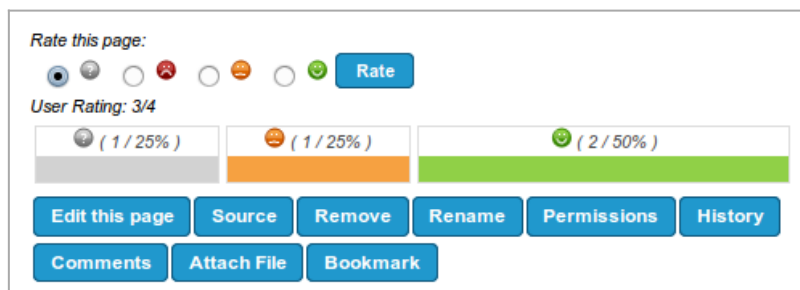 Rate this page:
? Rate
User Rating: 3/4
? ( 1 / 25% ) ( 1 / 25% ) ( 2 / 50% )
Edit this page Source Remove Rename Permissions History
Comments Attach File Bookmark